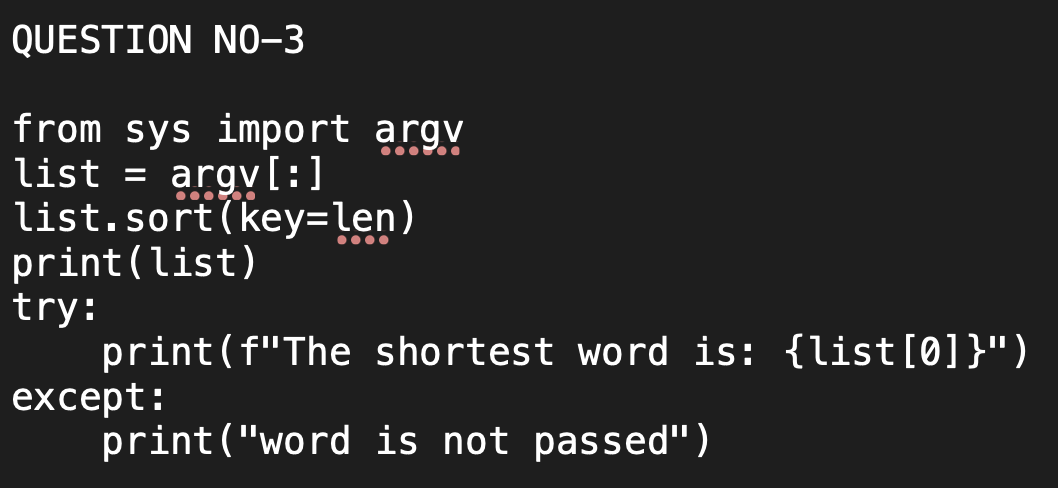 QUESTION NO-3
from sys import argv
list = argv[:]
list.sort(key=len)
print(list)
try:
    print(f"The shortest word is: {list[0]}")
except:
    print("word is not passed")